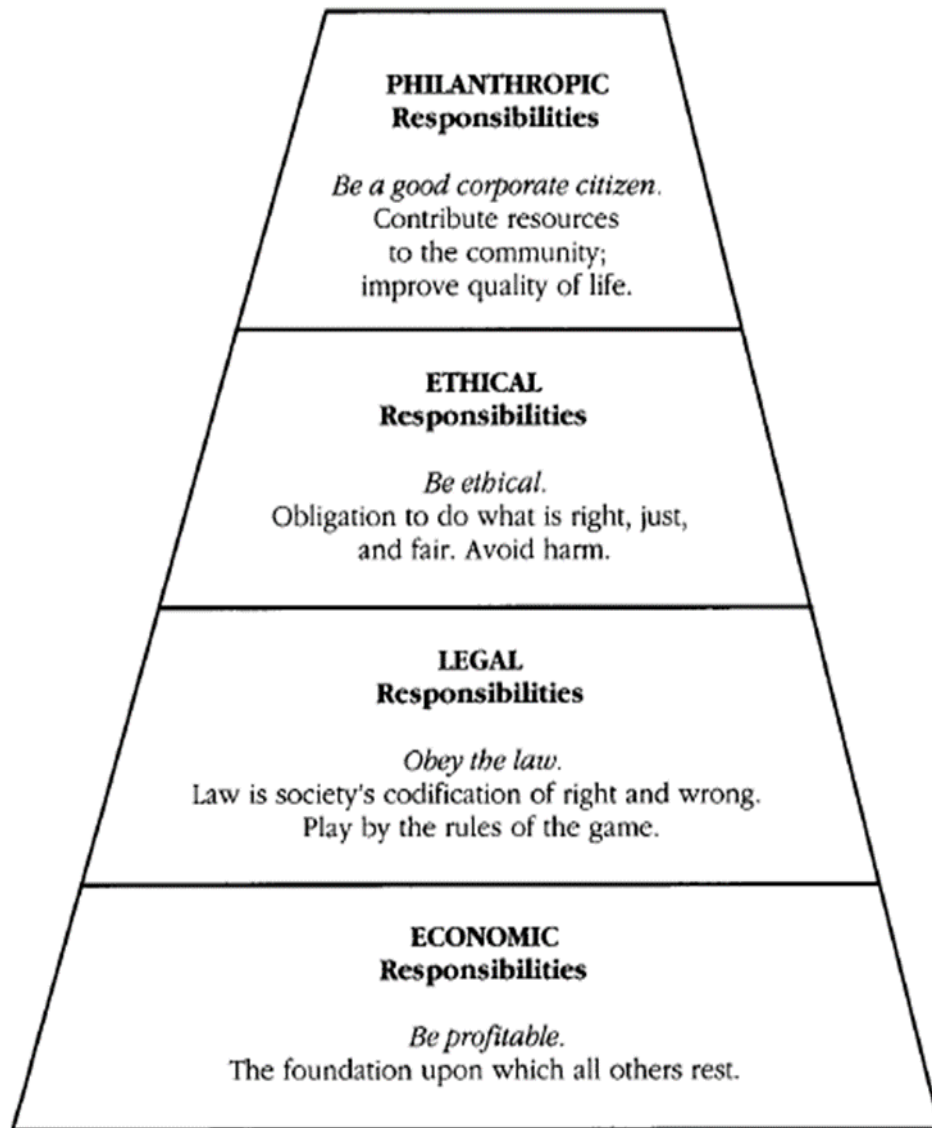 PHILANTHROPIC
Responsibilities
Be a good corporate citizen.
Contribute resources
to the community;
improve quality of life.
ETHICAL
Responsibilities
Be ethical.
Obligation to do what is right, just,
and fair. Avoid harm.
LEGAL
Responsibilities
Obey the law.
Law is society's codification of right and wrong.
Play by the rules of the game.
ECONOMIC
Responsibilities
Be profitable.
The foundation upon which all others rest.